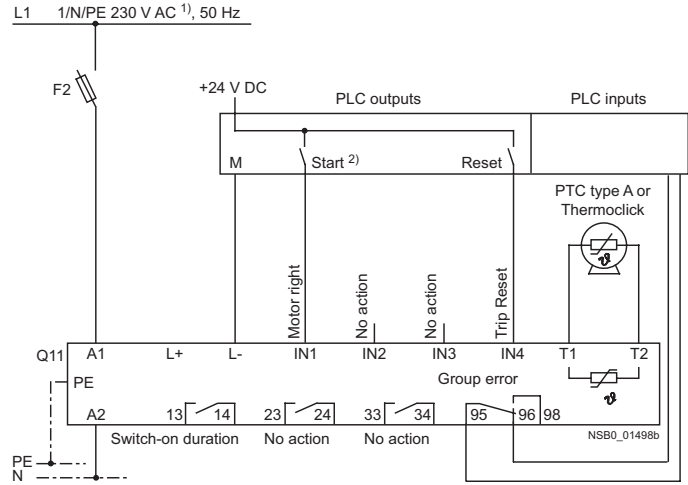 L1 1/N/PE 230 V AC 1), 50 Hz
F2
+24 V DC
PLC outputs PLC inputs
M Start 2) Reset
PTC type A or
Thermoclick
ϑ
Motor right
No action
No action
Trip Reset
Q11 A1 L+ L- IN1 IN2 IN3 IN4 T1 T2
PE Group error
ϑ
A2 13 14 23 24 33 34 95 96 98
Switch-on duration No action No action NSB0_01498b
PE
N